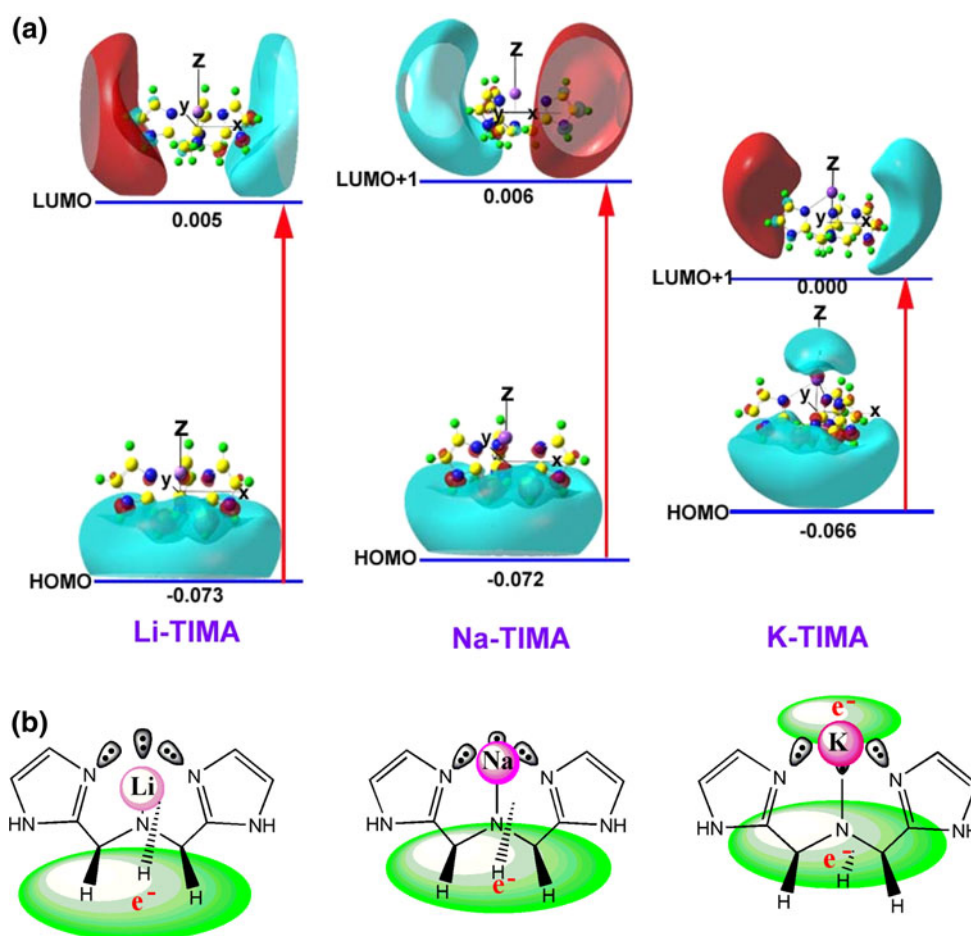 (a)
Z
y
x
LUMO
0.005
Z
y
x
LUMO+1
0.006
Z
y
x
LUMO+1
0.000
Z
y
x
HOMO
-0.073
Z
y
x
HOMO
-0.072
Z
y
x
HOMO
-0.066
Li-TIMA
Na-TIMA
K-TIMA
(b)
N Li N
HN N NH
H H H
e-
N Na N
HN N NH
H H H
e-
e-
K
N N
HN N NH
e-
H H H